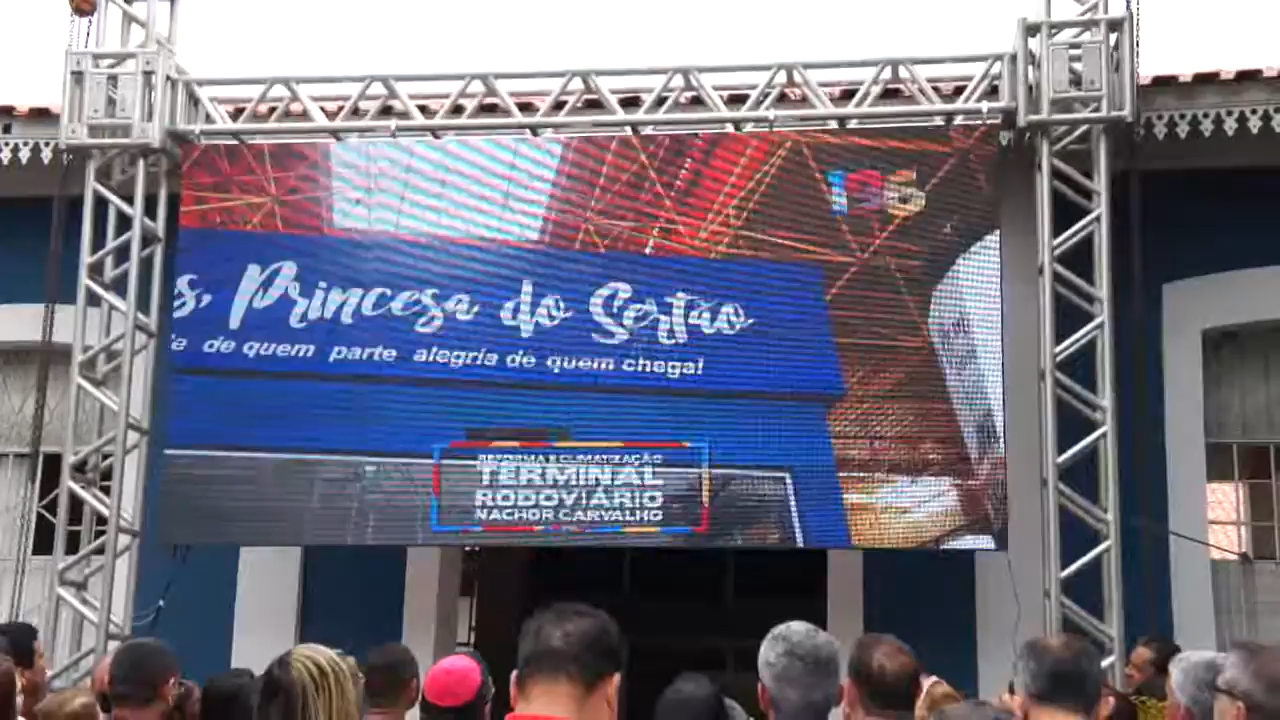 s, Princesa do Sertão
e de quem parte alegria de quem chega!
REFORMA E CLIMATIZAÇÃO
TERMINAL
RODOVIÁRIO
NACHOR CARVALHO